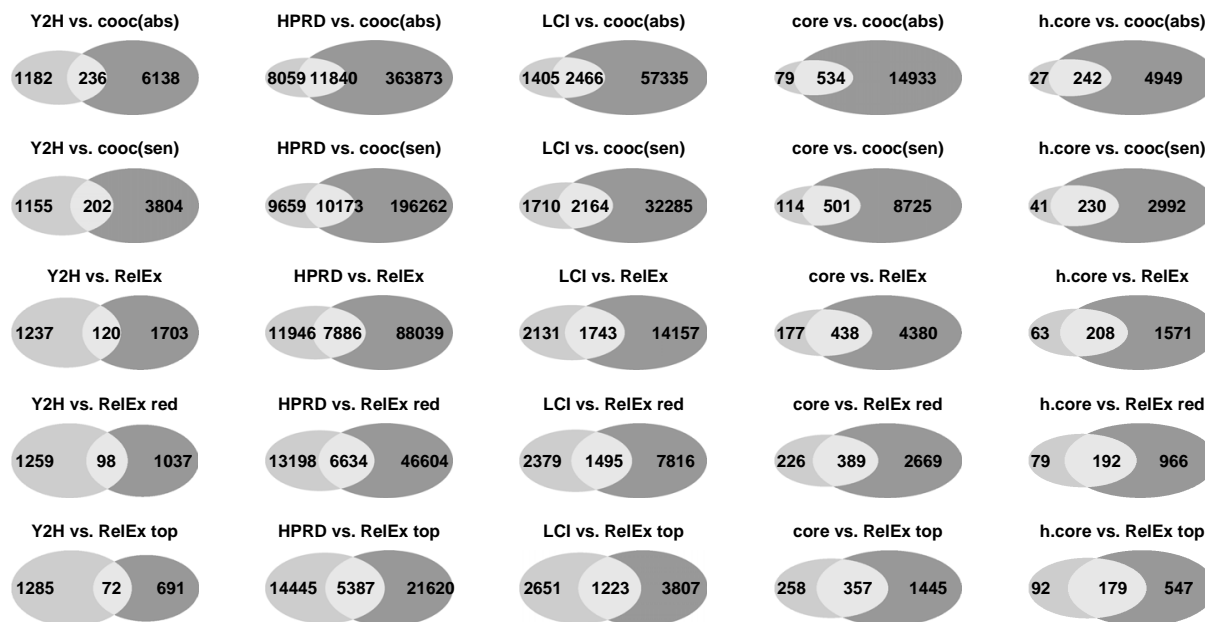 Y2H vs. cooc(abs) HPRD vs. cooc(abs) LCI vs. cooc(abs) core vs. cooc(abs) h.core vs. cooc(abs)
1182 236 6138 8059 11840 363873 1405 2466 57335 79 534 14933 27 242 4949
Y2H vs. cooc(sen) HPRD vs. cooc(sen) LCI vs. cooc(sen) core vs. cooc(sen) h.core vs. cooc(sen)
1155 202 3804 9659 10173 196262 1710 2164 32285 114 501 8725 41 230 2992
Y2H vs. RelEx HPRD vs. RelEx LCI vs. RelEx core vs. RelEx h.core vs. RelEx
1237 120 1703 11946 7886 88039 2131 1743 14157 177 438 4380 63 208 1571
Y2H vs. RelEx red HPRD vs. RelEx red LCI vs. RelEx red core vs. RelEx red h.core vs. RelEx red
1259 98 1037 13198 6634 46604 2379 1495 7816 226 389 2669 79 192 966
Y2H vs. RelEx top HPRD vs. RelEx top LCI vs. RelEx top core vs. RelEx top h.core vs. RelEx top
1285 72 691 14445 5387 21620 2651 1223 3807 258 357 1445 92 179 547